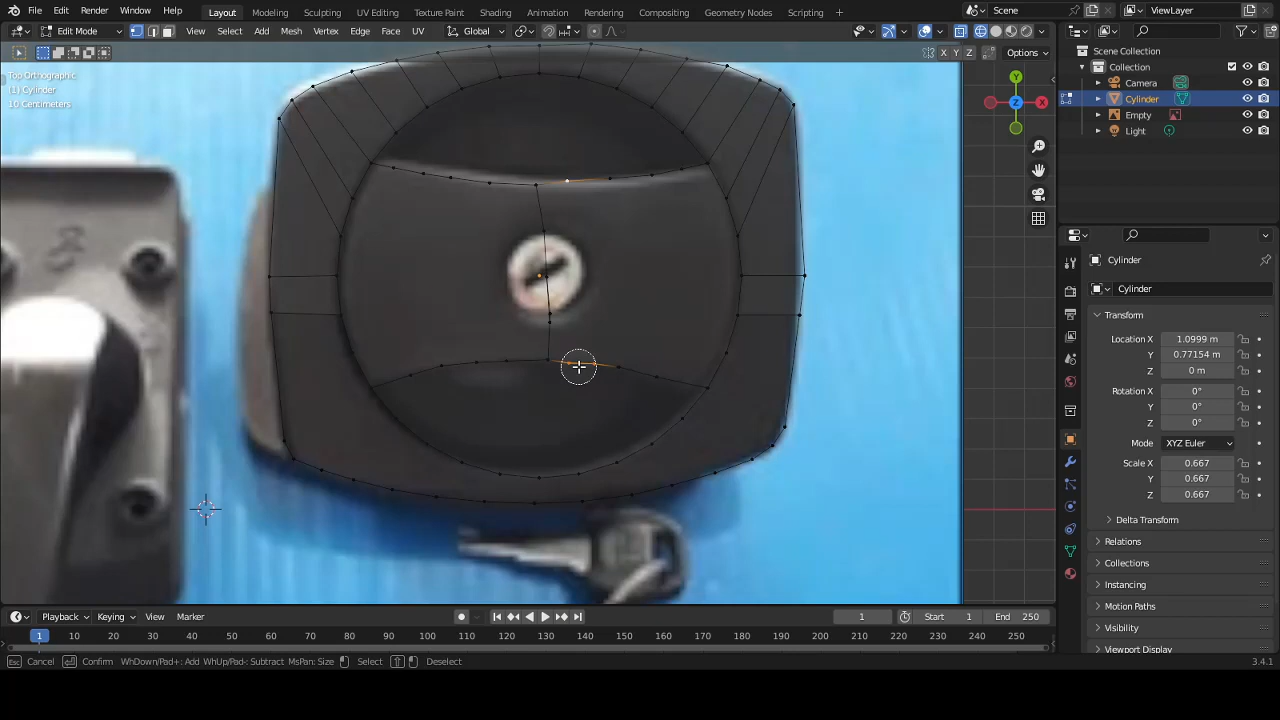 File Edit Render Window Help Layout Modeling Sculpting UV Editing Texture Paint Shading Animation Rendering Compositing Geometry Nodes Scripting + Scene ViewLayer
Edit Mode View Select Add Mesh Vertex Edge Face UV Global X Y Z Options
Top Orthographic
(1) Cylinder
10 Centimeters
Y
Z X
Scene Collection
Collection
Camera
Cylinder
Empty
Light
Cylinder
Cylinder
Transform
Location X 1.0999 m
Y 0.77154 m
Z 0 m
Rotation X 0°
Y 0°
Z 0°
Mode XYZ Euler
Scale X 0.667
Y 0.667
Z 0.667
Delta Transform
Relations
Collections
Instancing
Motion Paths
Visibility
Viewport Display
Playback Keying View Marker 1 Start 1 End 250
1 10 20 30 40 50 60 70 80 90 100 110 120 130 140 150 160 170 180 190 200 210 220 230 240 250
Esc Cancel Confirm WhDown/Pad+: Add WhUp/Pad-: Subtract MsPan: Size Select Deselect 3.4.1